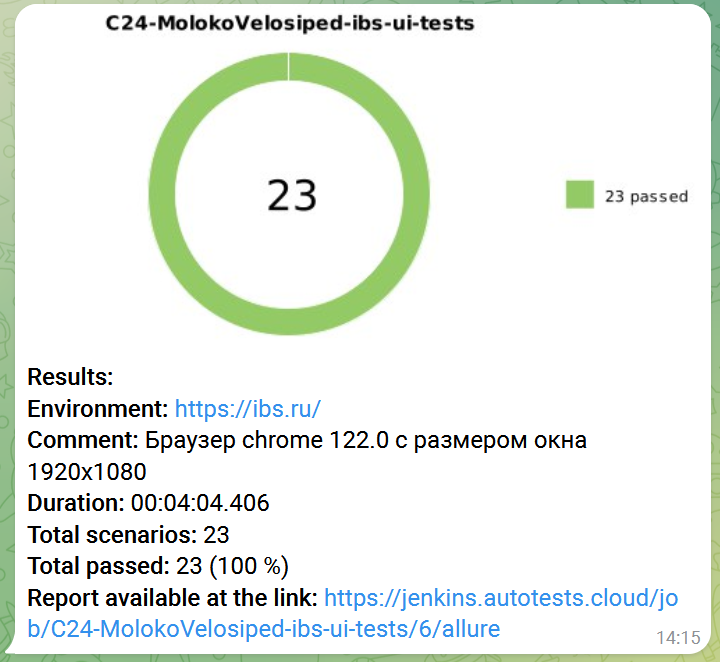 C24-MolokoVelosiped-ibs-ui-tests
23
23 passed
Results:
Environment: https://ibs.ru/
Comment: Браузер chrome 122.0 с размером окна
1920x1080
Duration: 00:04:04.406
Total scenarios: 23
Total passed: 23 (100 %)
Report available at the link: https://jenkins.autotests.cloud/jo
b/C24-MolokoVelosiped-ibs-ui-tests/6/allure
14:15